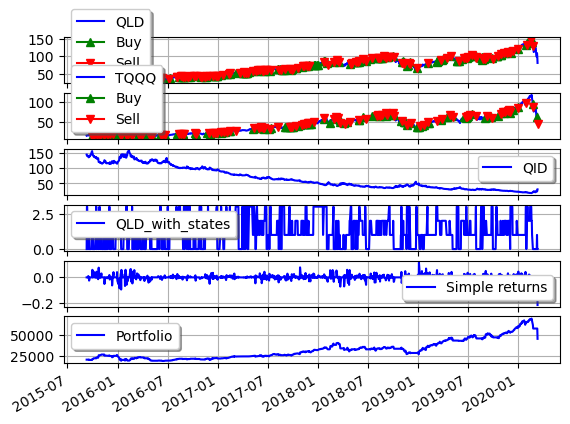 QLD
Buy
Sell
150
100
50
TQQQ
Buy
Sell
100
50
150
100
50
QID
2.5
0.0
QLD_with_states
0.0
−0.2
Simple returns
50000
25000
Portfolio
2015-07
2016-01
2016-07
2017-01
2017-07
2018-01
2018-07
2019-01
2019-07
2020-01